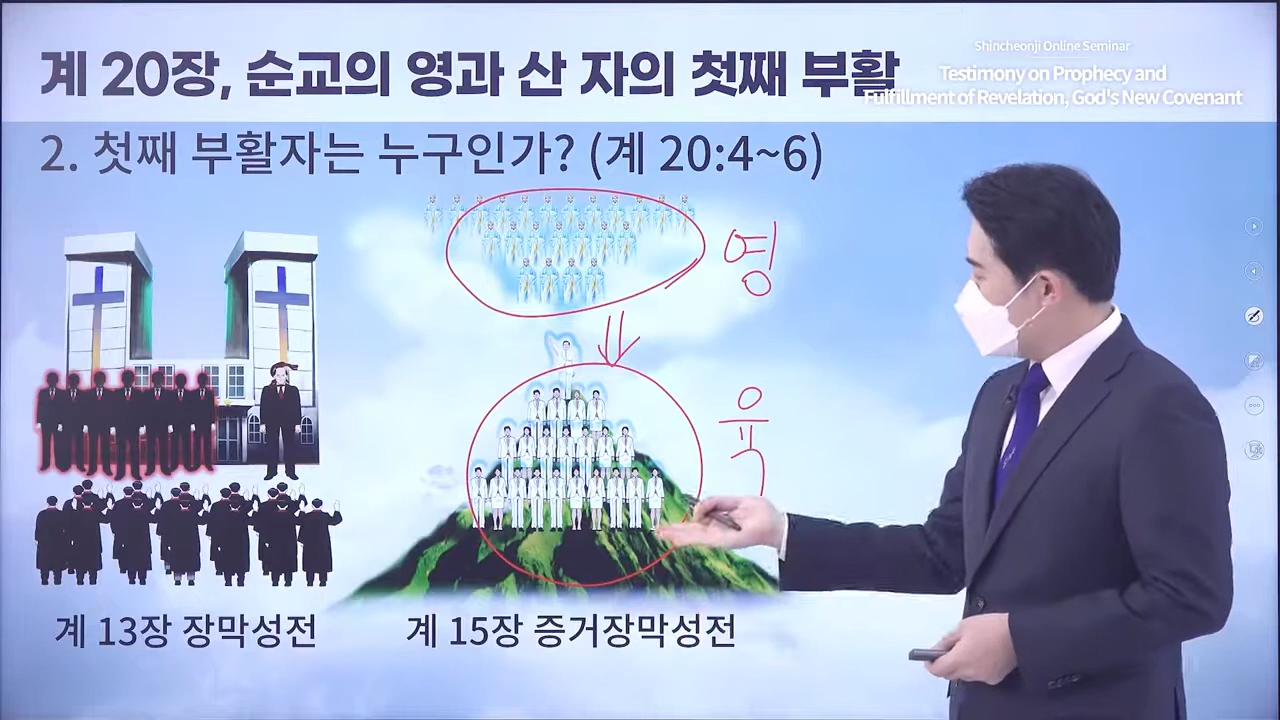 계 20장, 순교의 영과 산 자의 첫째 부활
Shincheonji Online Seminar
Testimony on Prophecy and
Fulfillment of Revelation, God's New Covenant
2. 첫째 부활자는 누구인가? (계 20:4~6)
영
육
계 13장 장막성전
계 15장 증거장막성전